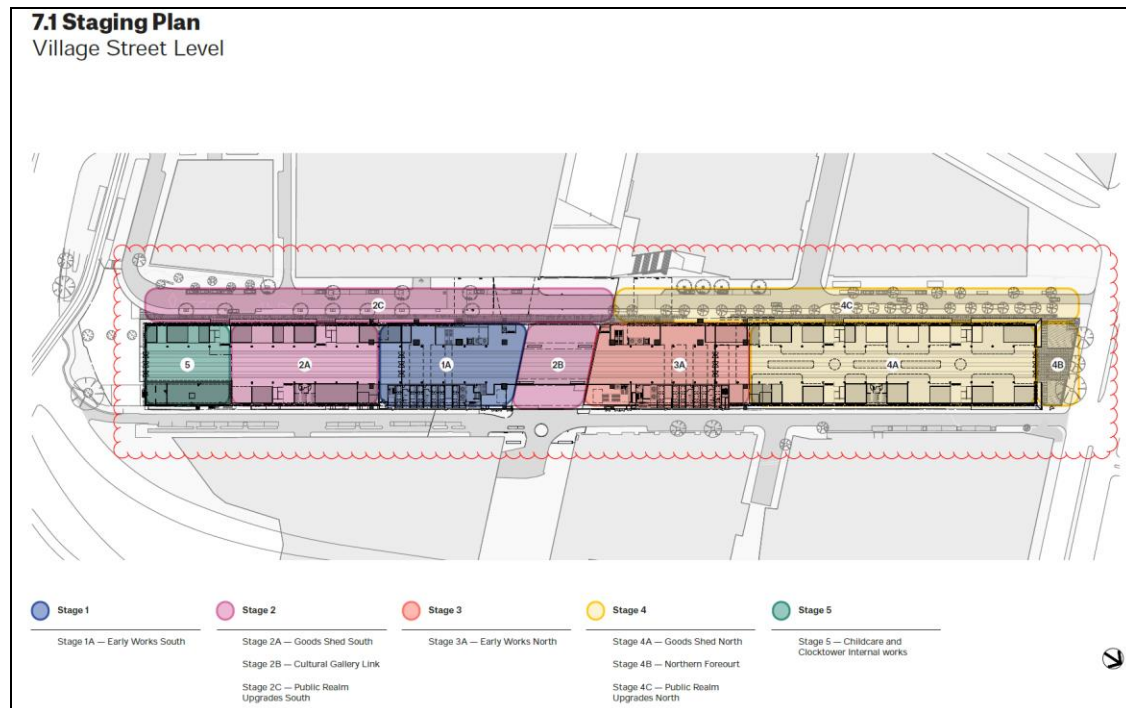 7.1 Staging Plan
Village Street Level
2C
4C
5
2A
1A
2B
3A
4A
4B
Stage 1
Stage 1A — Early Works South
Stage 2
Stage 2A — Goods Shed South
Stage 2B — Cultural Gallery Link
Stage 2C — Public Realm
Upgrades South
Stage 3
Stage 3A — Early Works North
Stage 4
Stage 4A — Goods Shed North
Stage 4B — Northern Forecourt
Stage 4C — Public Realm
Upgrades North
Stage 5
Stage 5 — Childcare and
Clocktower Internal works